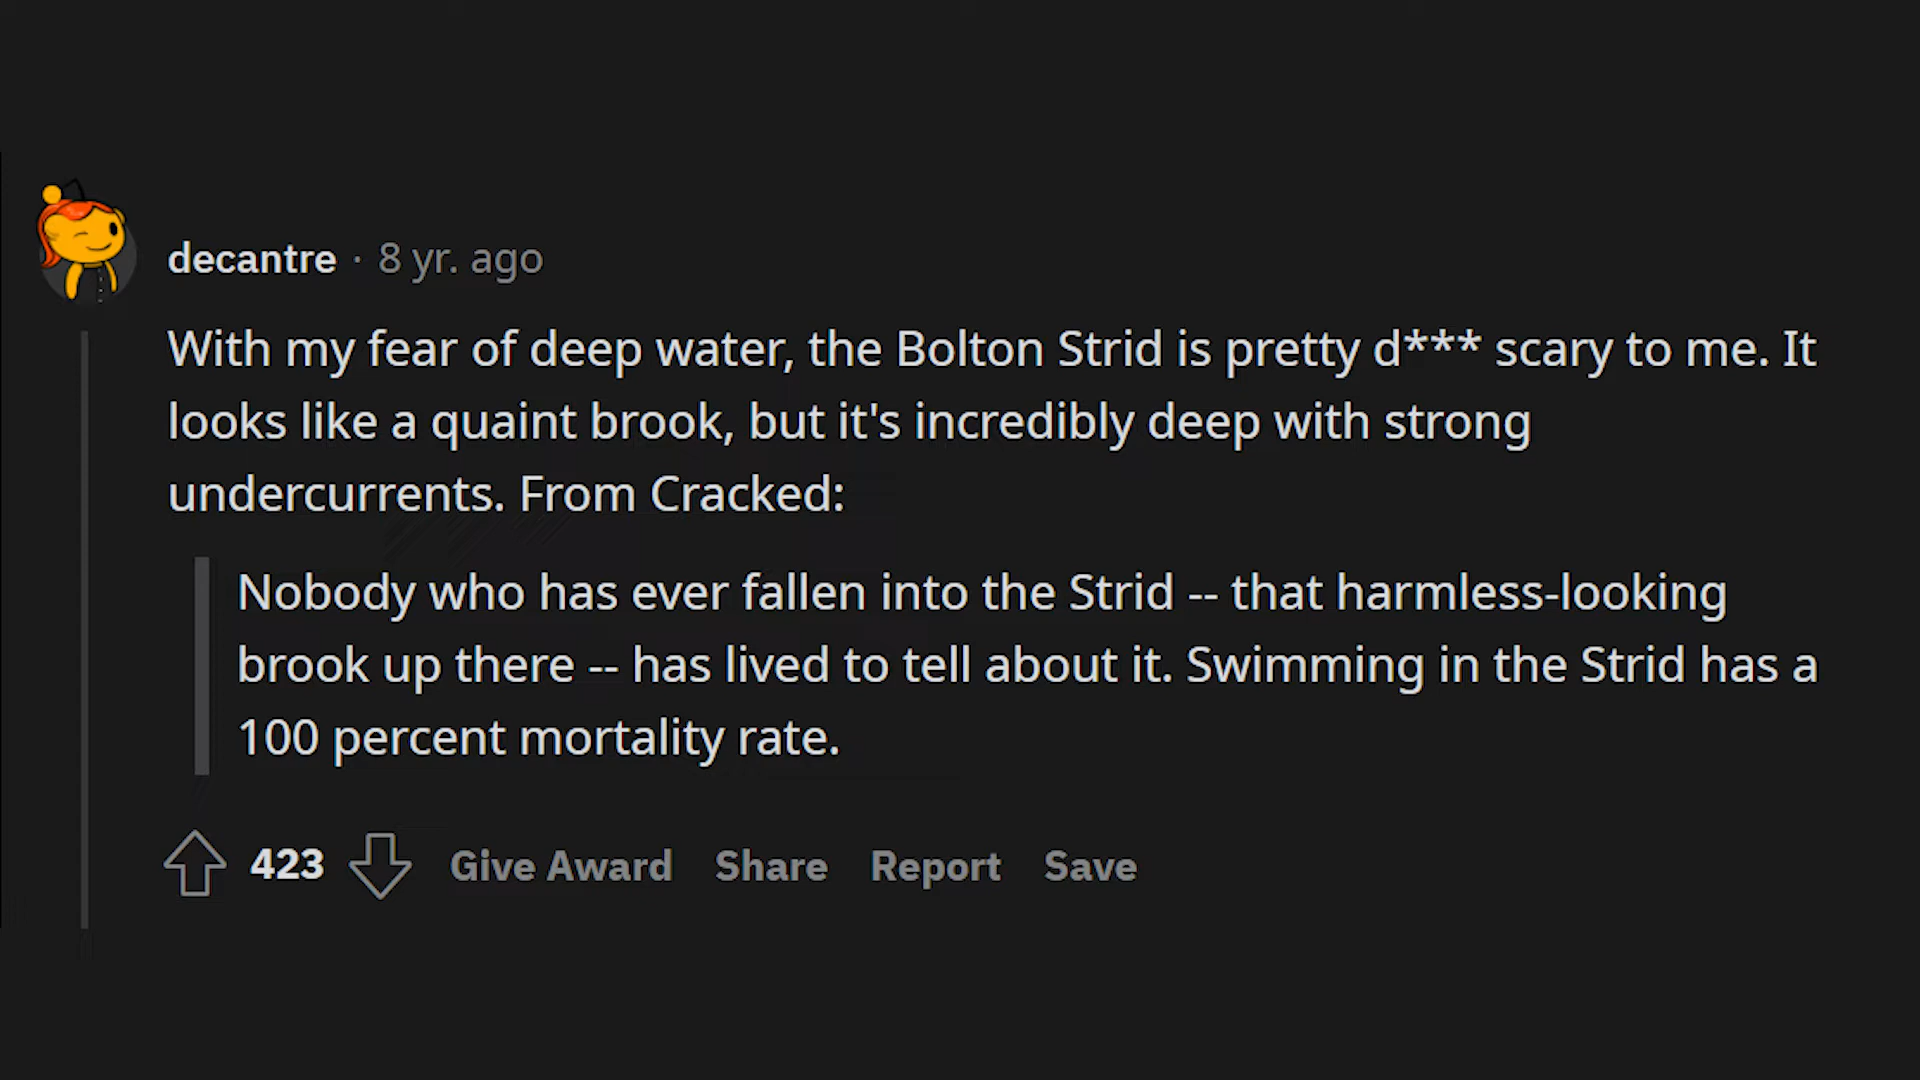 decantre · 8 yr. ago
With my fear of deep water, the Bolton Strid is pretty d*** scary to me. It
looks like a quaint brook, but it's incredibly deep with strong
undercurrents. From Cracked:
Nobody who has ever fallen into the Strid -- that harmless-looking
brook up there -- has lived to tell about it. Swimming in the Strid has a
100 percent mortality rate.
423 Give Award Share Report Save